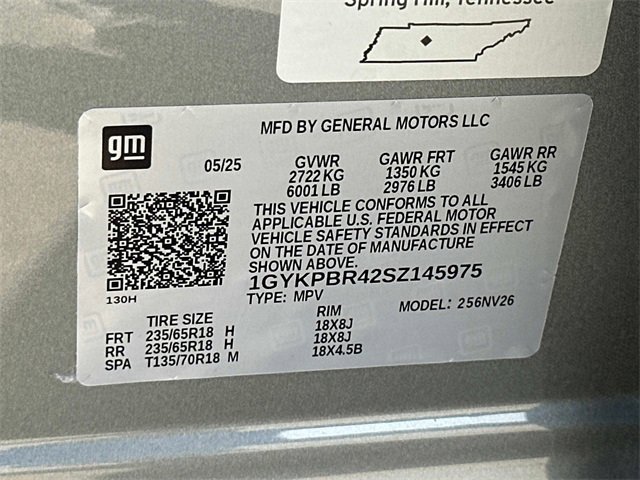 Spring Hill, Tennessee
gm
MFD BY GENERAL MOTORS LLC
05/25 GVWR GAWR FRT GAWR RR
2722 KG 1350 KG 1545 KG
6001 LB 2976 LB 3406 LB
THIS VEHICLE CONFORMS TO ALL
APPLICABLE U.S. FEDERAL MOTOR
VEHICLE SAFETY STANDARDS IN EFFECT
ON THE DATE OF MANUFACTURE
SHOWN ABOVE.
1GYKPBR42SZ145975
TYPE: MPV MODEL: 256NV26
130H
TIRE SIZE RIM
FRT 235/65R18 H 18X8J
RR 235/65R18 H 18X8J
SPA T135/70R18 M 18X4.5B